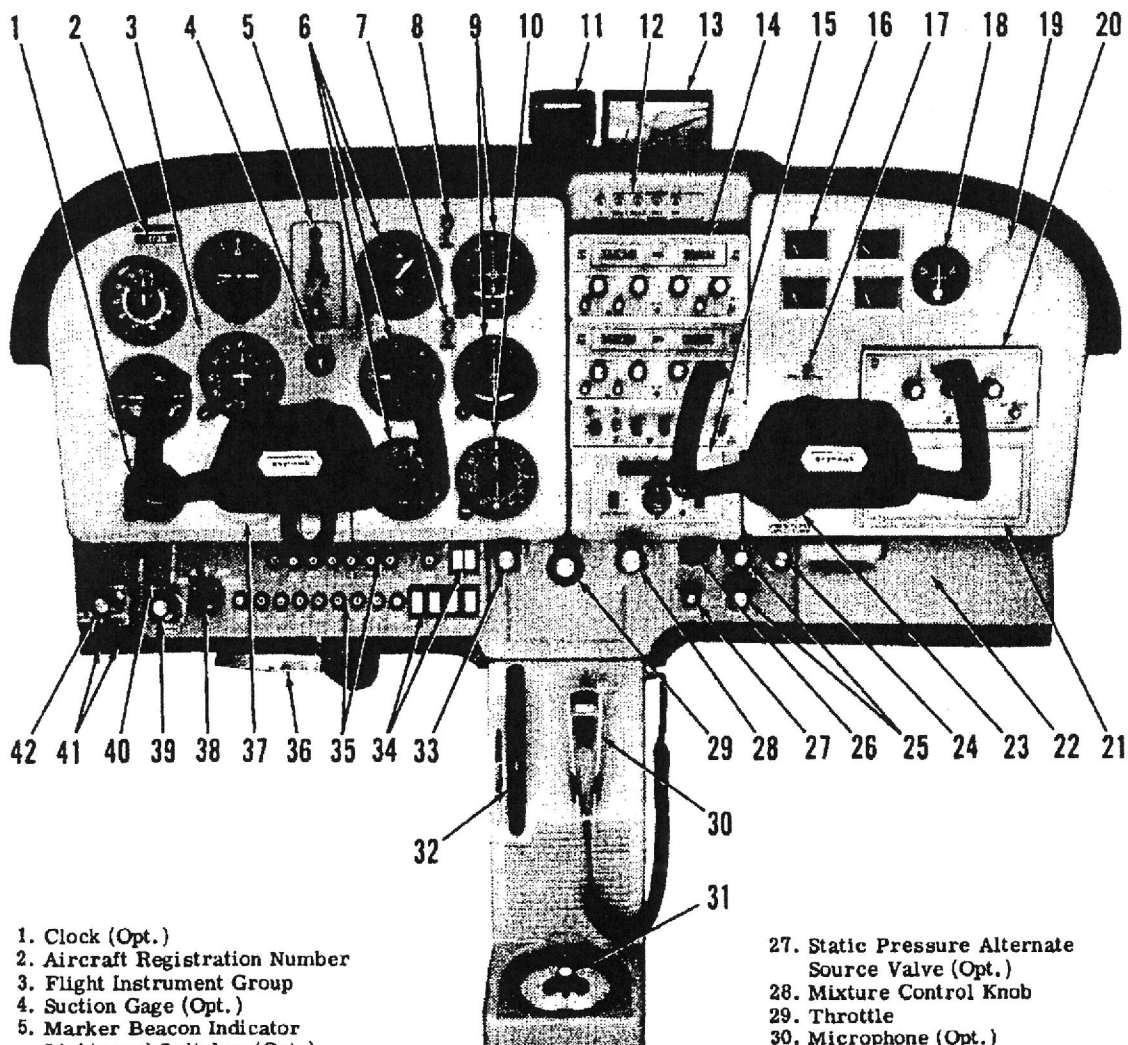 1 2 3 4 5 6 7 8 9 10 11 12 13 14 15 16 17 18 19 20
42 41 40 39 38 37 36 35 34 33 29 28 27 26 25 24 23 22 21
32 30
31
1. Clock (Opt.)
2. Aircraft Registration Number
3. Flight Instrument Group
4. Suction Gage (Opt.)
5. Marker Beacon Indicator
27. Static Pressure Alternate
Source Valve (Opt.)
28. Mixture Control Knob
29. Throttle
30. Microphone (Opt.)